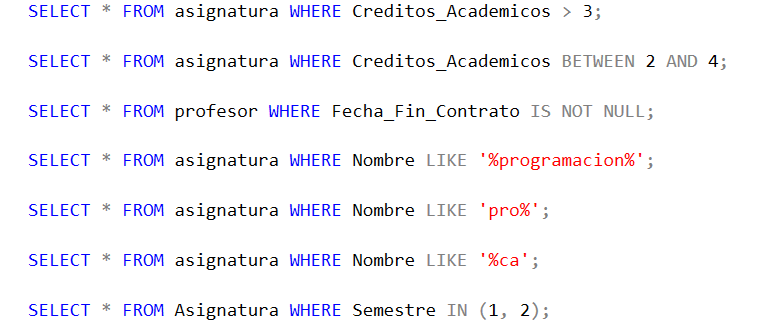 SELECT * FROM asignatura WHERE Creditos_Academicos > 3;
SELECT * FROM asignatura WHERE Creditos_Academicos BETWEEN 2 AND 4;
SELECT * FROM profesor WHERE Fecha_Fin_Contrato IS NOT NULL;
SELECT * FROM asignatura WHERE Nombre LIKE '%programacion%';
SELECT * FROM asignatura WHERE Nombre LIKE 'pro%';
SELECT * FROM asignatura WHERE Nombre LIKE '%ca';
SELECT * FROM Asignatura WHERE Semestre IN (1, 2);